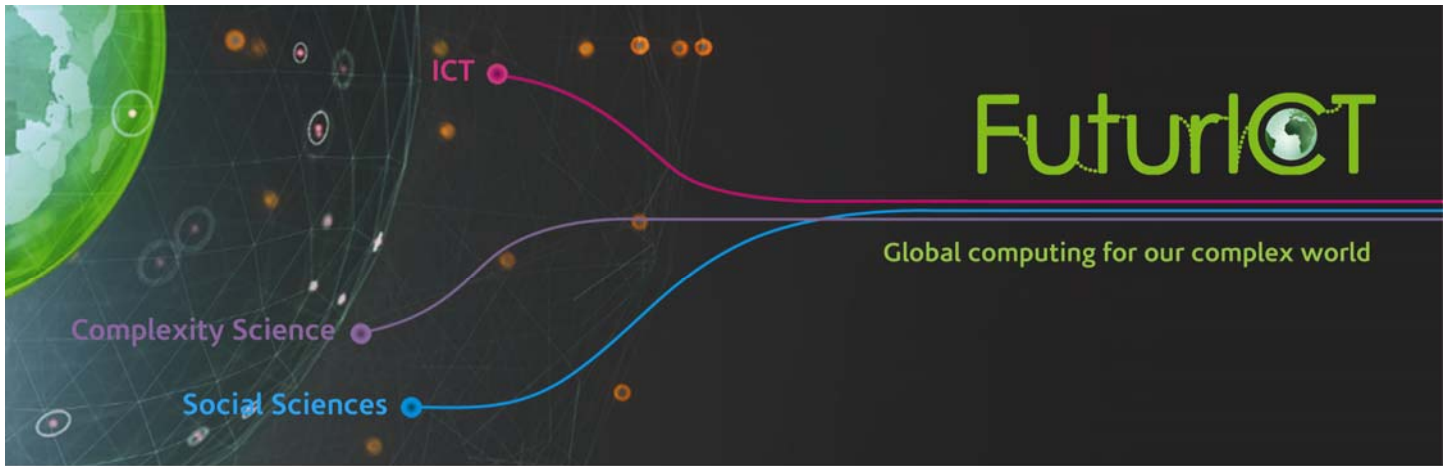 ICT
FuturICT
Global computing for our complex world
Complexity Science
Social Sciences